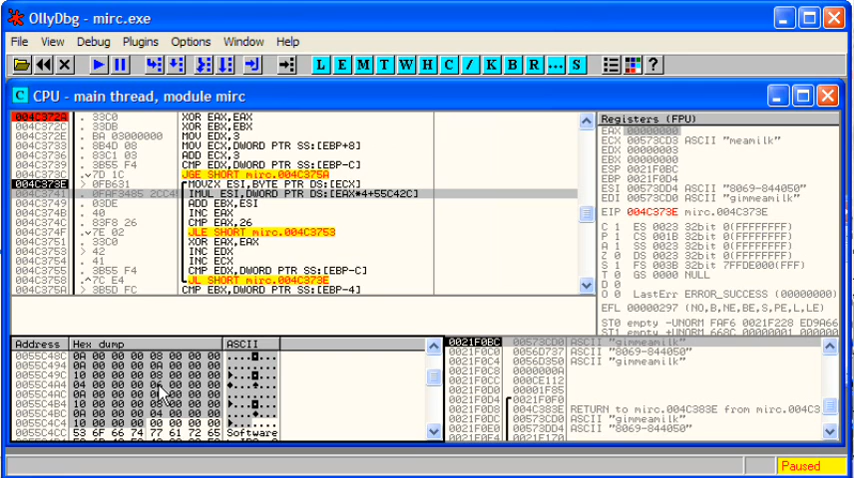 OllyDbg - mirc.exe
File View Debug Plugins Options Window Help
L E M T W H C / K B R ... S ?
C CPU - main thread, module mirc
004C372A . 33C0 XOR EAX,EAX
004C372C . 33DB XOR EBX,EBX
004C372E . BA 03000000 MOV EDX,3
004C3733 . 8B4D 08 MOV ECX,DWORD PTR SS:[EBP+8]
004C3736 . 83C1 03 ADD ECX,3
004C3739 . 3B55 F4 CMP EDX,DWORD PTR SS:[EBP-C]
004C373C .v7D 1C JGE SHORT mirc.004C375A
004C373E > 0FB631 MOVZX ESI,BYTE PTR DS:[ECX]
004C3741 . 0FAF3485 2CC4 IMUL ESI,DWORD PTR DS:[EAX*4+55C42C]
004C3749 . 03DE ADD EBX,ESI
004C374B . 40 INC EAX
004C374C . 83F8 26 CMP EAX,26
004C374F .v7E 02 JLE SHORT mirc.004C3753
004C3751 . 33C0 XOR EAX,EAX
004C3753 > 42 INC EDX
004C3754 . 41 INC ECX
004C3755 . 3B55 F4 CMP EDX,DWORD PTR SS:[EBP-C]
004C3758 .^7C E4 JL SHORT mirc.004C373E
004C375A > 3B5D FC CMP EBX,DWORD PTR SS:[EBP-4]
Registers (FPU)
EAX 00000000
ECX 00573CD3 ASCII "meamilk"
EDX 00000003
EBX 00000000
ESP 0021F0BC
EBP 0021F0D4
ESI 00573DD4 ASCII "8069-844050"
EDI 00573CD0 ASCII "gimmeamilk"
EIP 004C373E mirc.004C373E
C 1 ES 0023 32bit 0(FFFFFFFF)
P 1 CS 001B 32bit 0(FFFFFFFF)
A 1 SS 0023 32bit 0(FFFFFFFF)
Z 0 DS 0023 32bit 0(FFFFFFFF)
S 1 FS 003B 32bit 7FFDE000(FFF)
T 0 GS 0000 NULL
D 0
O 0 LastErr ERROR_SUCCESS (00000000)
EFL 00000297 (NO,B,NE,BE,S,PE,L,LE)
ST0 empty -UNORM FAF6 0021F228 ED9A66
Address Hex dump ASCII
0055C48C 0A 00 00 00 08 00 00 00
0055C494 00 00 00 0A 00 00 00
0055C49C 10 00 00 00 08 00 00 00
0055C4A4 04 00 00 00 00 00 00
0055C4AC 0A 00 00 00 00 00 00
0055C4B4 10 00 00 00 08 00 00 00
0055C4BC 0A 00 00 00 04 00 00 00
0055C4C4 10 00 00 00 00 00 00 00
0055C4CC 53 6F 66 74 77 61 72 65 Software
0021F0BC 00573CD0 ASCII "gimmeamilk"
0021F0C0 0056D737 ASCII "8069-844050"
0021F0C4 0056D350 ASCII "gimmeamilk"
0021F0C8 0000000A
0021F0CC 000CE112
0021F0D0 00001F85
0021F0D4 0021F0F0
0021F0D8 004C383E RETURN to mirc.004C383E from mirc.004C3
0021F0DC 00573CD0 ASCII "gimmeamilk"
0021F0E0 00573DD4 ASCII "8069-844050"
0021F0E4 0021F170
Paused